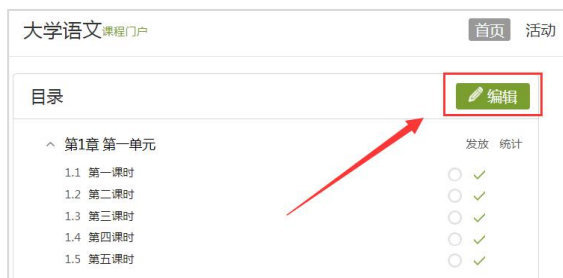 大学语文课程门户 首页 活动
目录 编辑
第1章 第一单元 发放 统计
1.1 第一课时
1.2 第二课时
1.3 第三课时
1.4 第四课时
1.5 第五课时